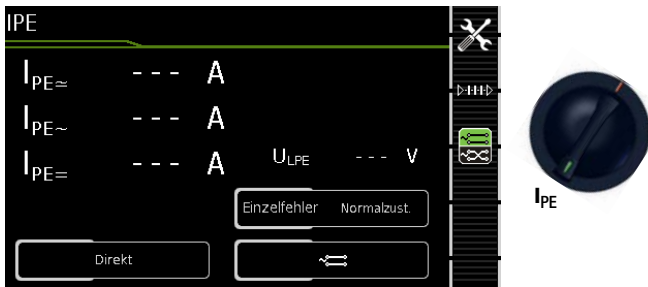 IPE
IPE≃ --- A
IPE~ --- A
IPE= --- A
ULPE --- V
Einzelfehler Normalzust.
Direkt
IPE